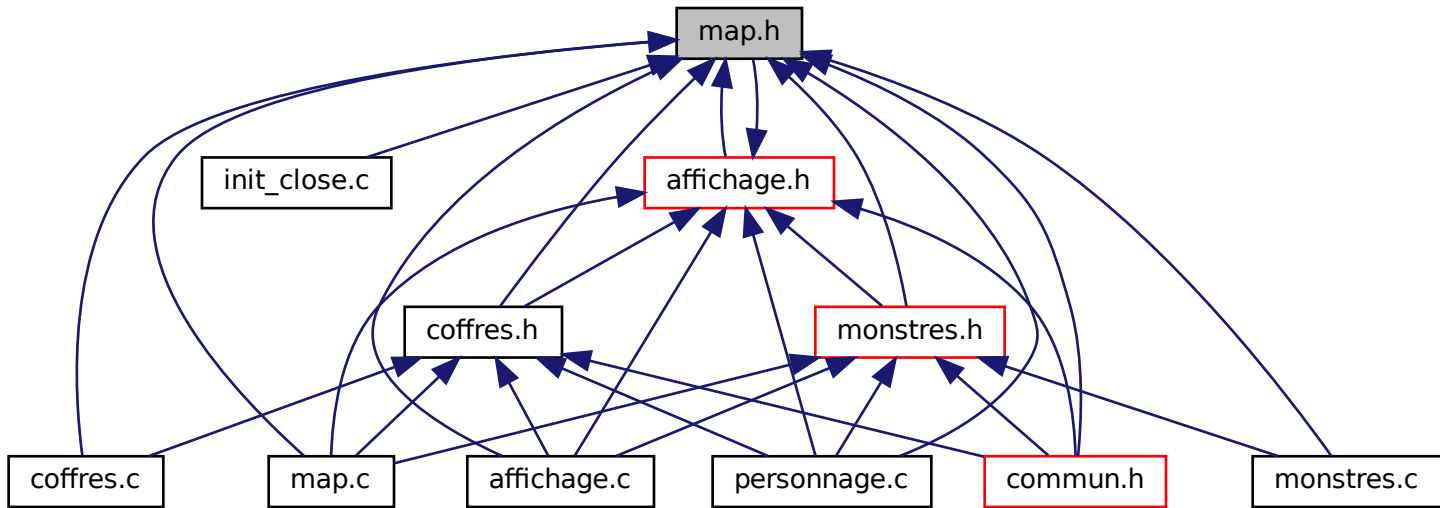 map.h
init_close.c
affichage.h
coffres.h
monstres.h
coffres.c
map.c
affichage.c
personnage.c
commun.h
monstres.c